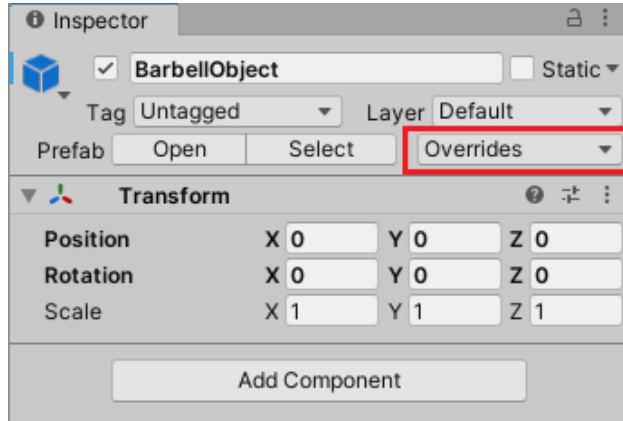 Inspector
BarbellObject Static
Tag Untagged Layer Default
Prefab Open Select Overrides
Transform
Position X 0 Y 0 Z 0
Rotation X 0 Y 0 Z 0
Scale X 1 Y 1 Z 1
Add Component